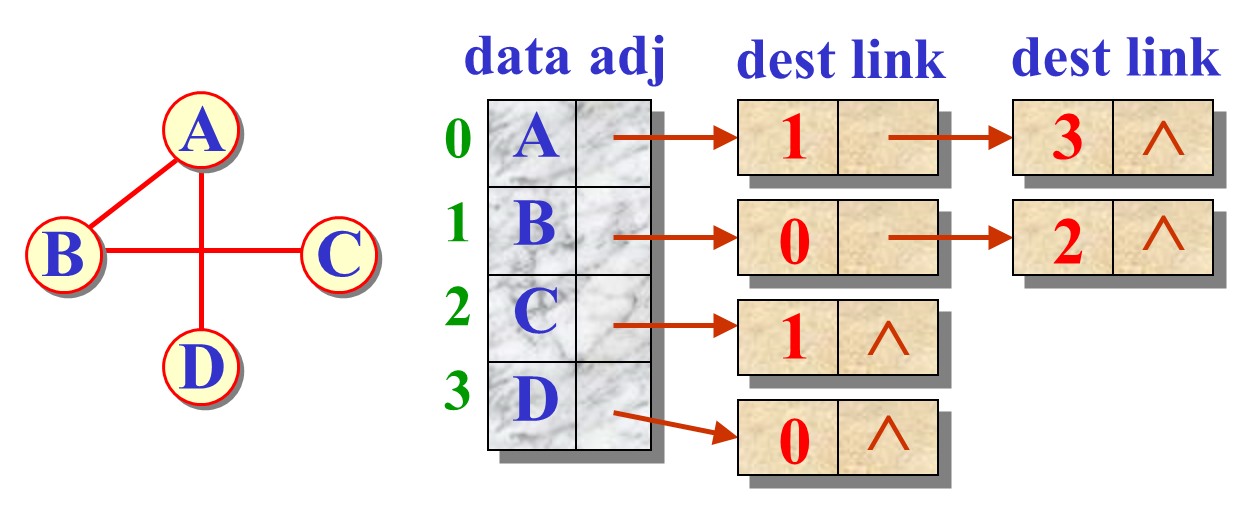 A
B C
D
data adj dest link dest link
0 A 1 3 ∧
1 B 0 2 ∧
2 C 1 ∧
3 D 0 ∧